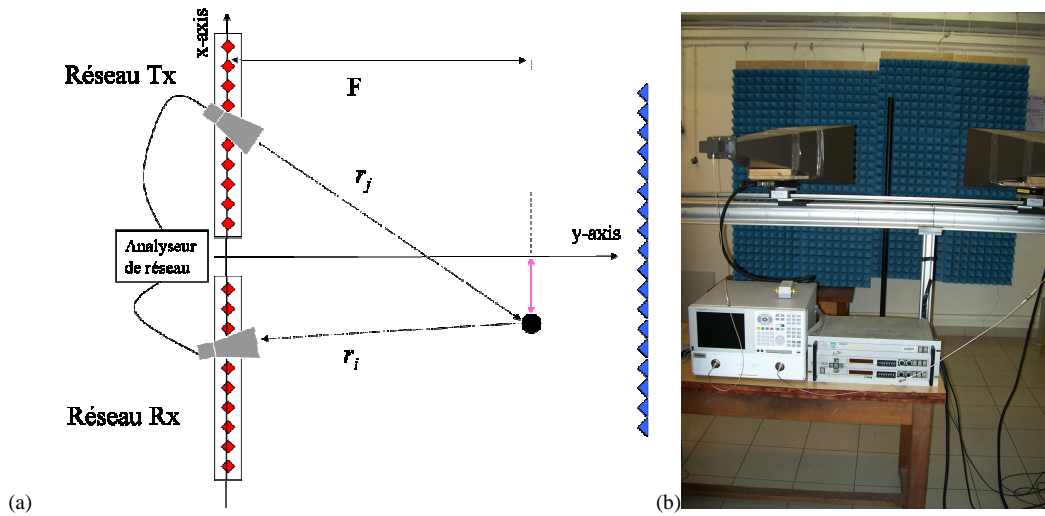 x-axis
Réseau Tx
F
r_j
y-axis
Analyseur
de réseau
r_i
Réseau Rx
(a)
(b)